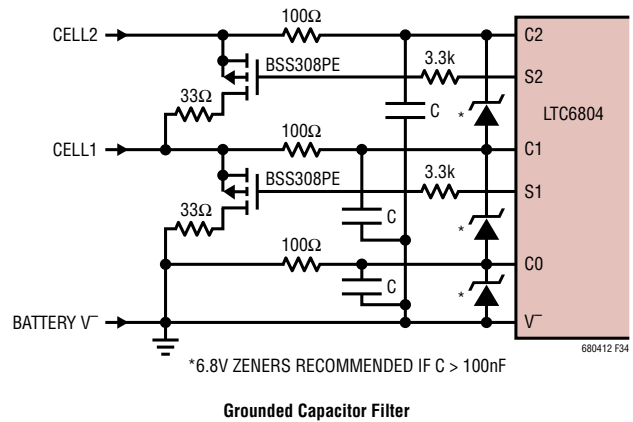 100Ω
CELL2
C2
BSS308PE
3.3k
S2
33Ω
C
*
LTC6804
100Ω
CELL1
C1
BSS308PE
3.3k
S1
33Ω
C
*
100Ω
C0
C
*
BATTERY V–
V–
680412 F34
*6.8V ZENERS RECOMMENDED IF C > 100nF
Grounded Capacitor Filter